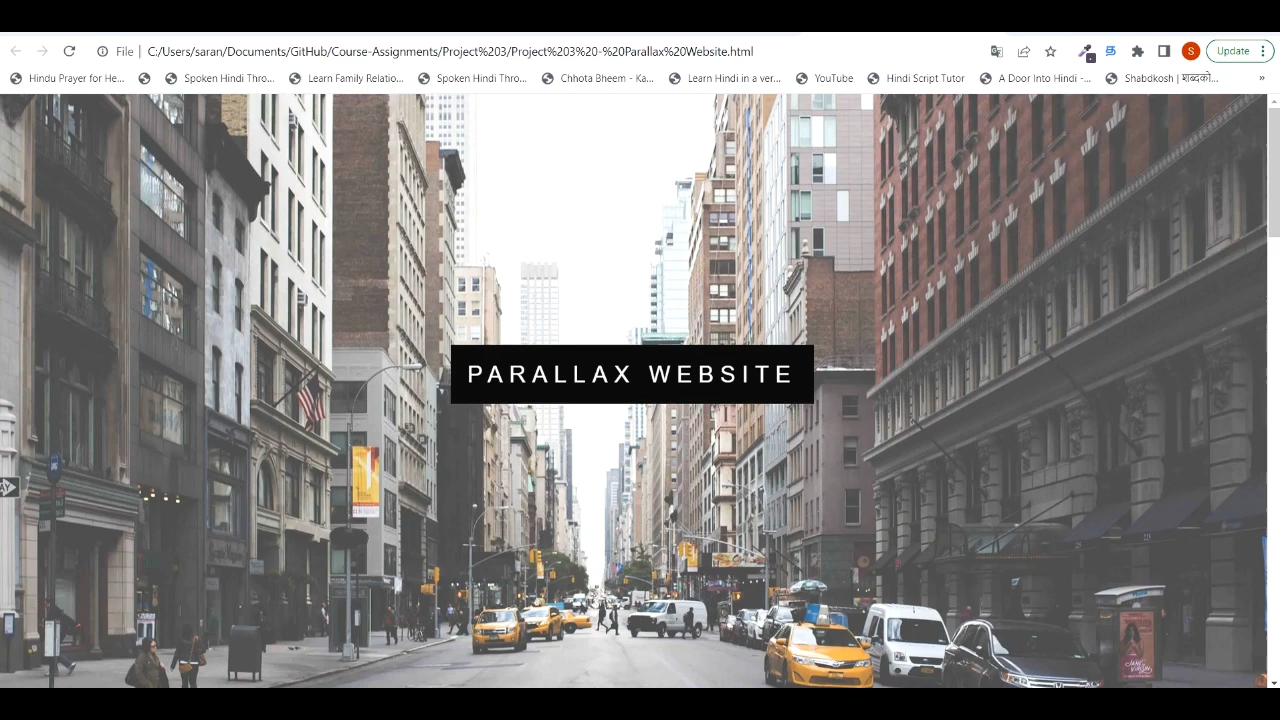 File | C:/Users/saran/Documents/GitHub/Course-Assignments/Project%203/Project%203%20-%20Parallax%20Website.html
S
Update
Hindu Prayer for He... Spoken Hindi Thro... Learn Family Relatio... Spoken Hindi Thro... Chhota Bheem - Ka... Learn Hindi in a ver... YouTube Hindi Script Tutor A Door Into Hindi -... Shabdkosh | शब्दको... »
PARALLAX WEBSITE